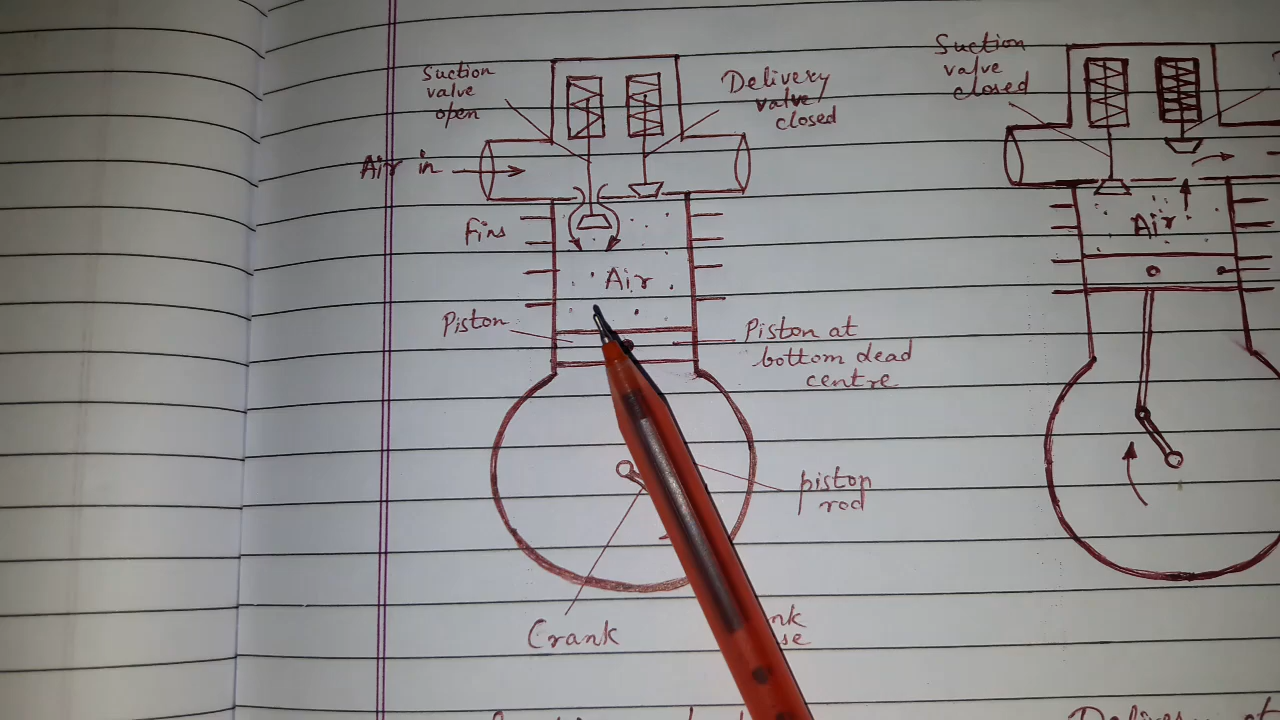 Suction
valve
open
Delivery
valve
closed
Air in
Fins
Air
Piston
Piston at
bottom dead
centre
piston
rod
Crank
Suction
valve
closed
Air